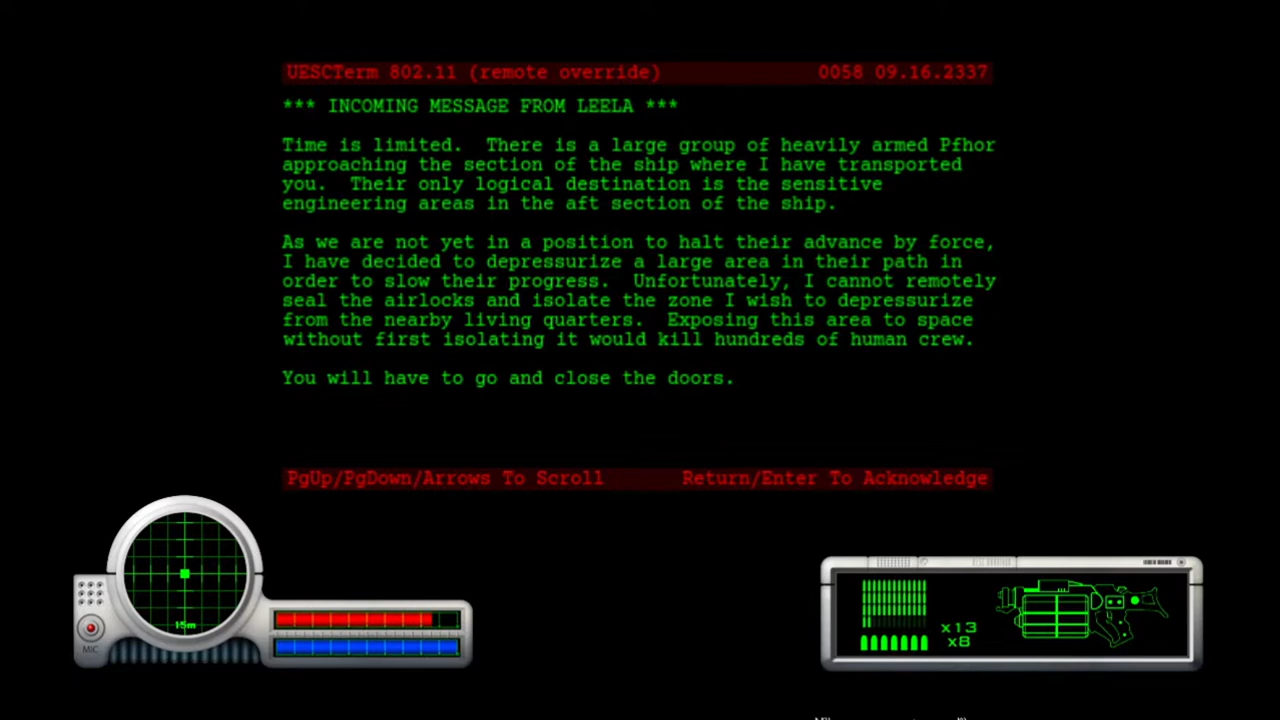 UESCTerm 802.11 (remote override) 0058 09.16.2337
*** INCOMING MESSAGE FROM LEELA ***
Time is limited.  There is a large group of heavily armed Pfhor
approaching the section of the ship where I have transported
you.  Their only logical destination is the sensitive
engineering areas in the aft section of the ship.
As we are not yet in a position to halt their advance by force,
I have decided to depressurize a large area in their path in
order to slow their progress.  Unfortunately, I cannot remotely
seal the airlocks and isolate the zone I wish to depressurize
from the nearby living quarters.  Exposing this area to space
without first isolating it would kill hundreds of human crew.
You will have to go and close the doors.
PgUp/PgDown/Arrows To Scroll Return/Enter To Acknowledge
15m
MIC
x13
x8